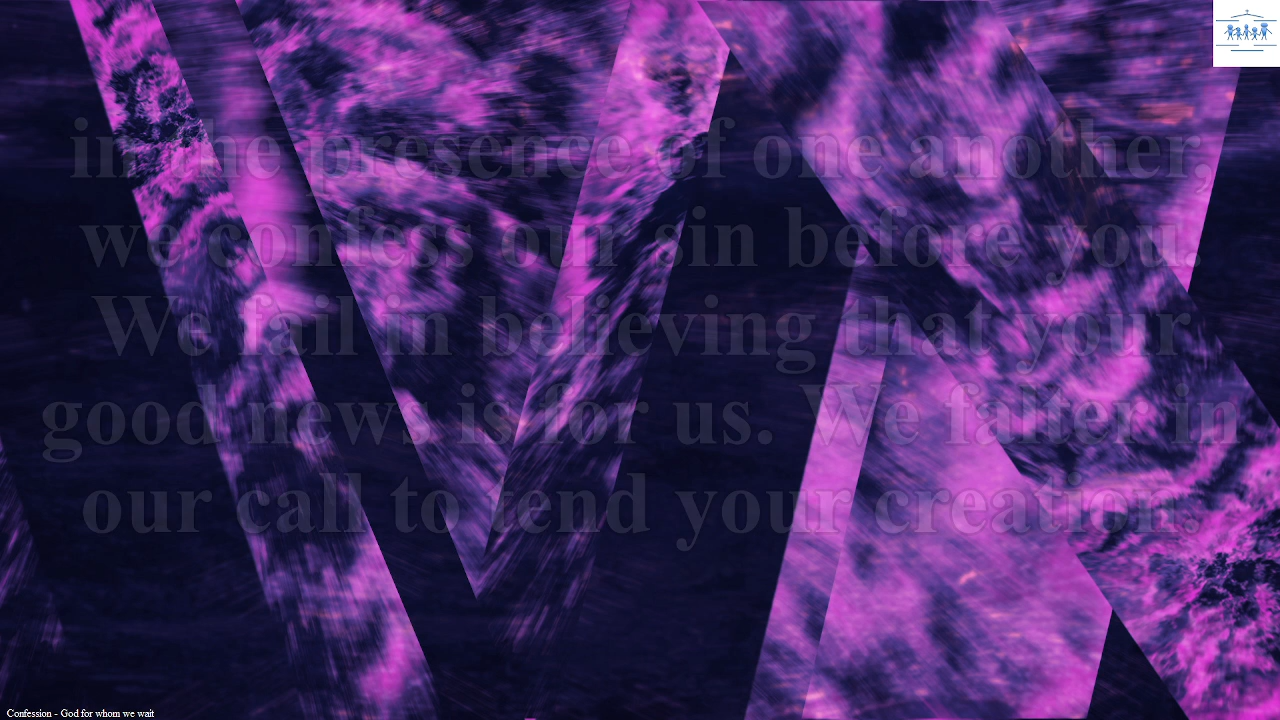 in the presence of one another,
we confess our sin before you.
We fail in believing that your
good news is for us. We falter in
our call to tend your creation.
Confession - God for whom we wait